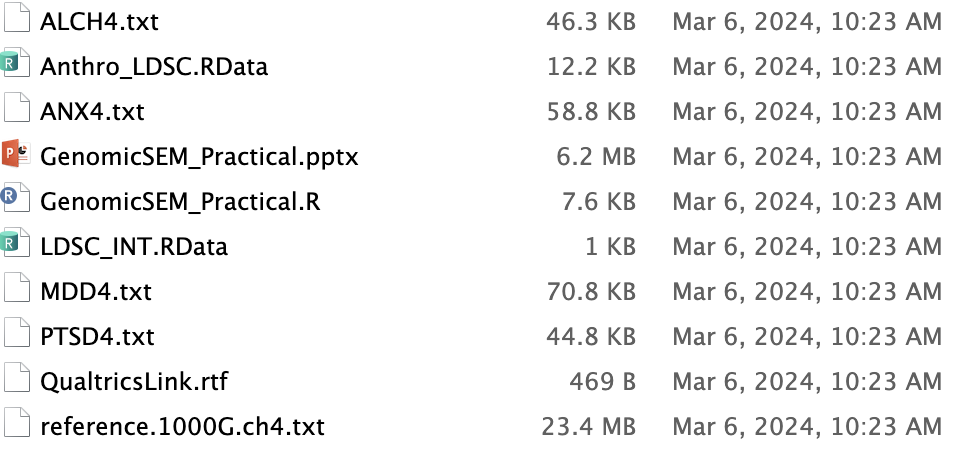 ALCH4.txt 46.3 KB Mar 6, 2024, 10:23 AM
R Anthro_LDSC.RData 12.2 KB Mar 6, 2024, 10:23 AM
ANX4.txt 58.8 KB Mar 6, 2024, 10:23 AM
P GenomicSEM_Practical.pptx 6.2 MB Mar 6, 2024, 10:23 AM
R GenomicSEM_Practical.R 7.6 KB Mar 6, 2024, 10:23 AM
R LDSC_INT.RData 1 KB Mar 6, 2024, 10:23 AM
MDD4.txt 70.8 KB Mar 6, 2024, 10:23 AM
PTSD4.txt 44.8 KB Mar 6, 2024, 10:23 AM
QualtricsLink.rtf 469 B Mar 6, 2024, 10:23 AM
reference.1000G.ch4.txt 23.4 MB Mar 6, 2024, 10:23 AM